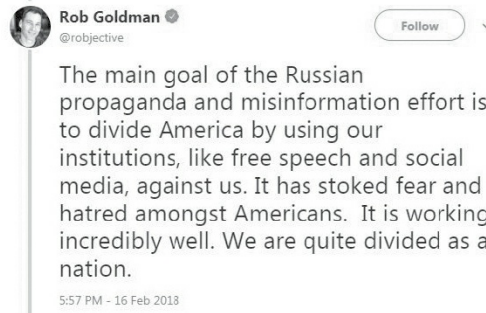 Rob Goldman
Follow
@robjective
The main goal of the Russian
propaganda and misinformation effort is
to divide America by using our
institutions, like free speech and social
media, against us. It has stoked fear and
hatred amongst Americans.  It is working
incredibly well. We are quite divided as a
nation.
5:57 PM - 16 Feb 2018